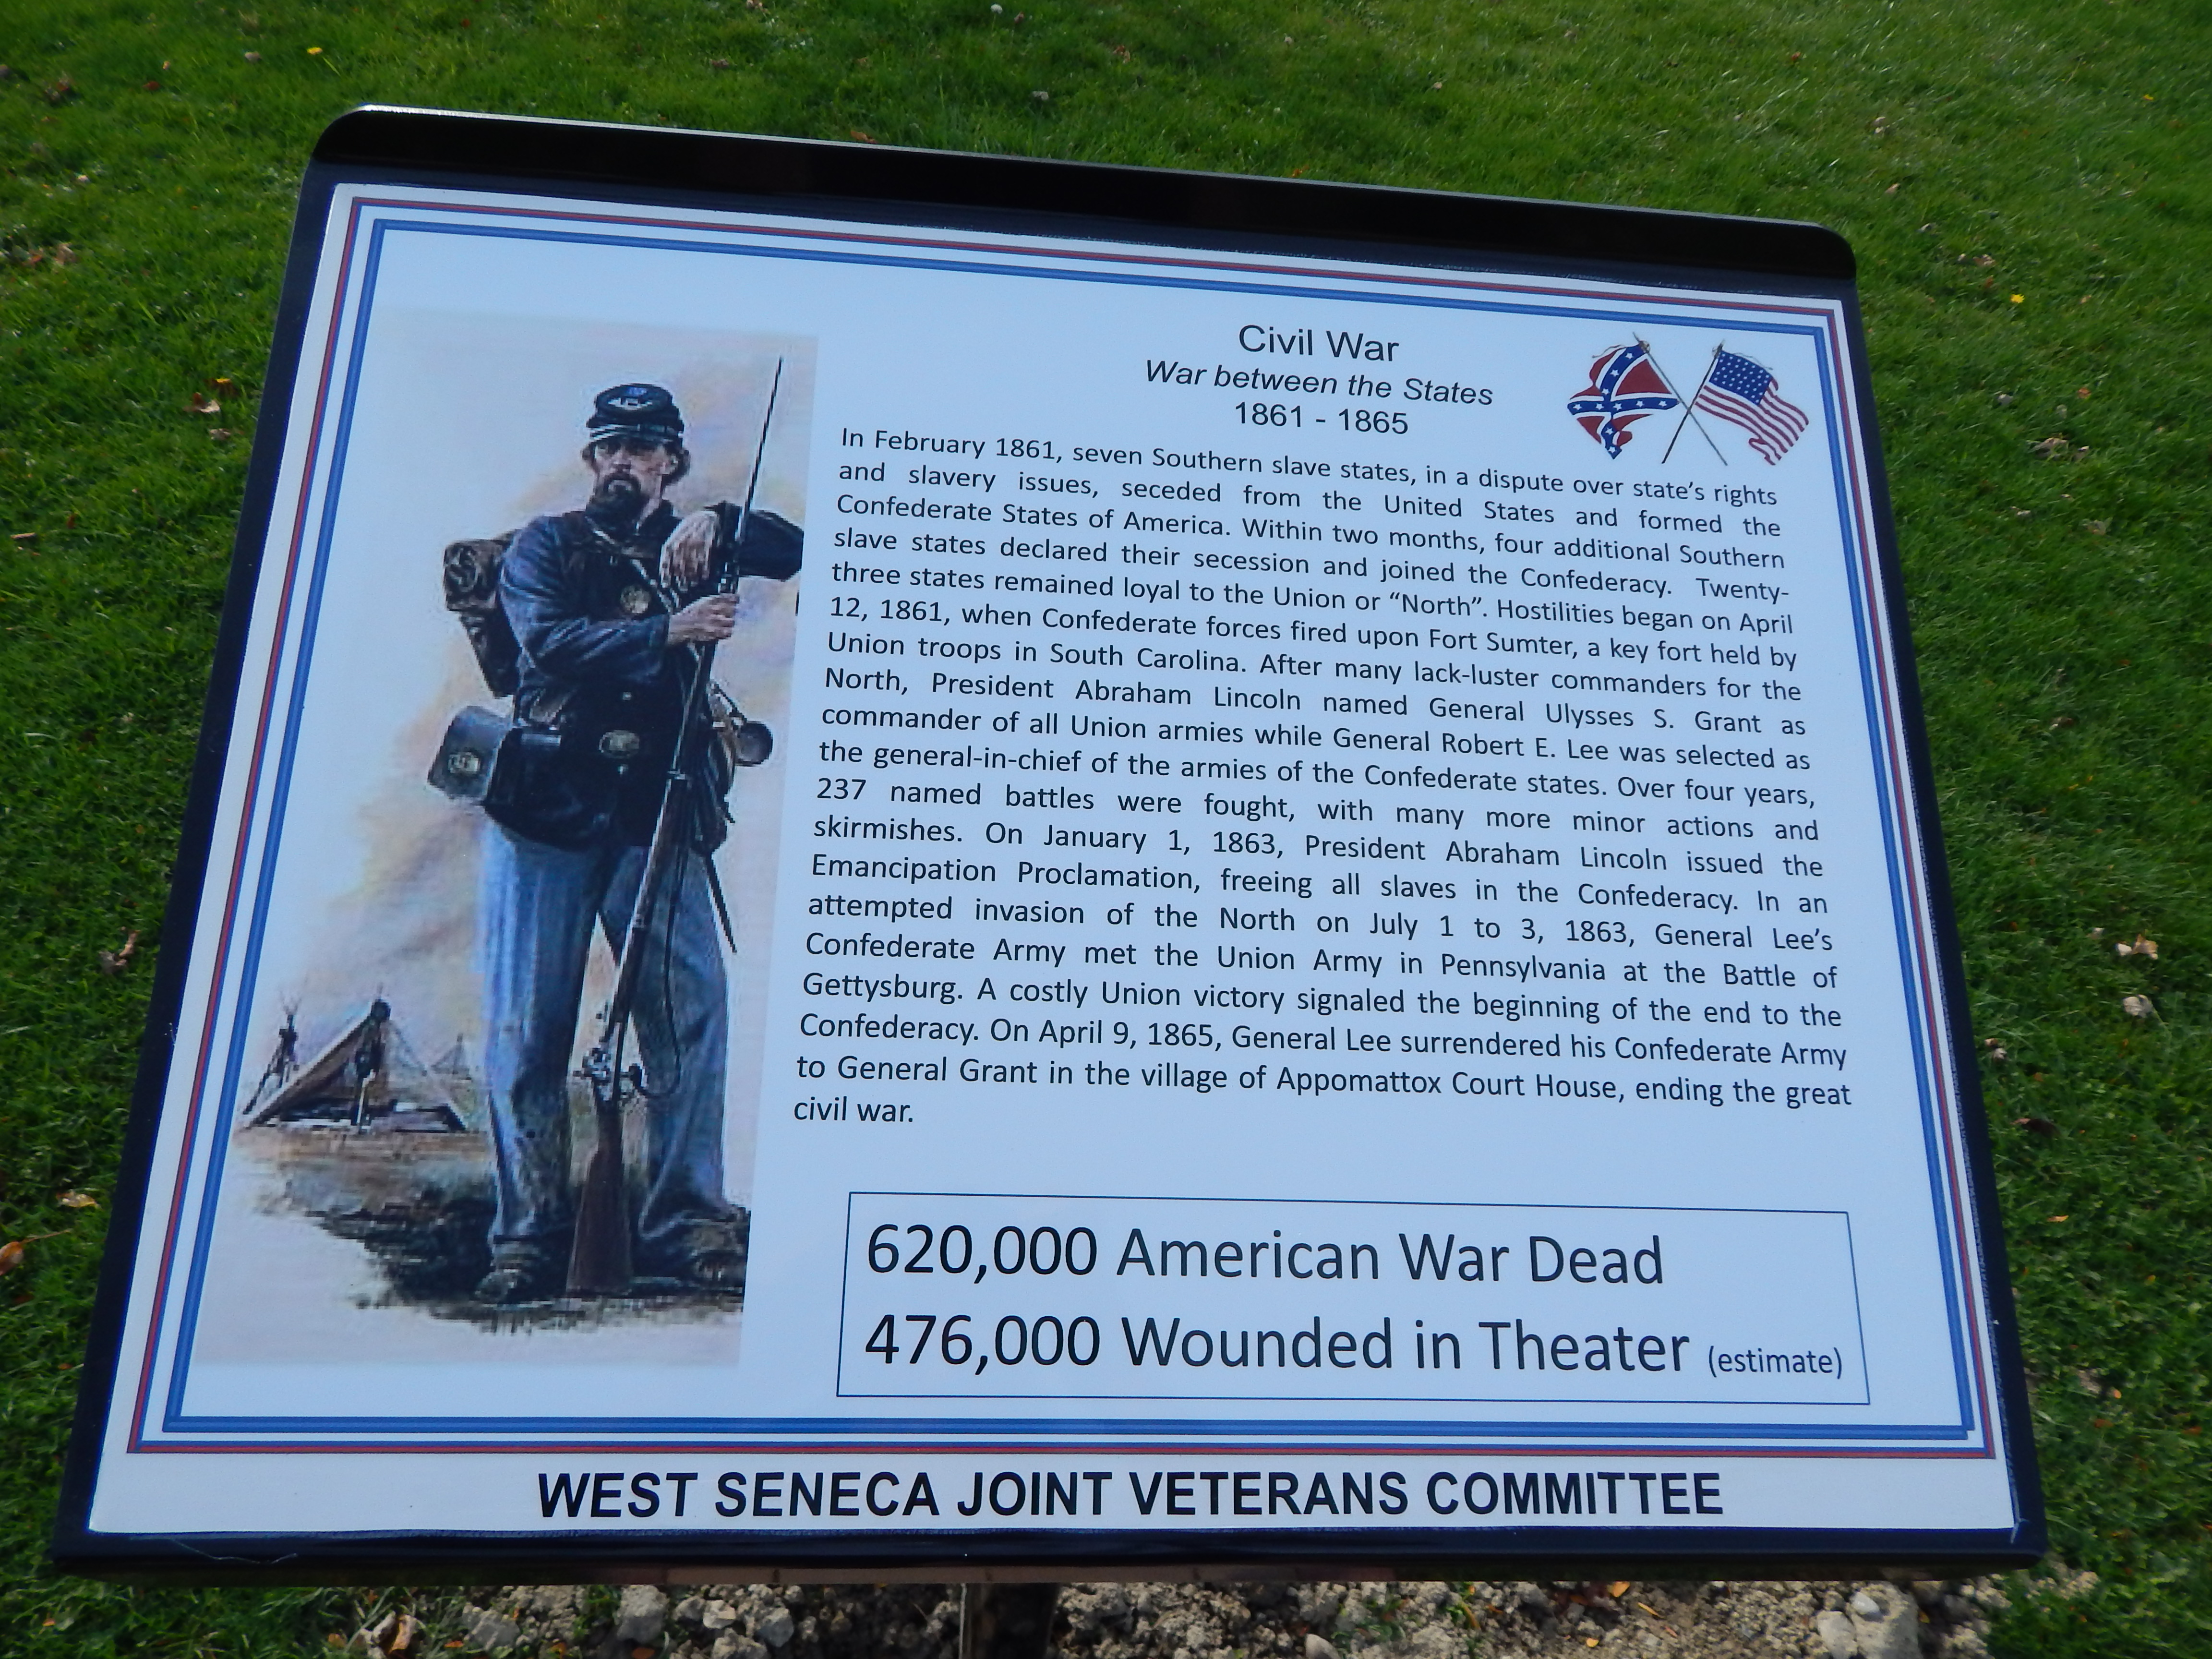 Civil War
War between the States
1861 - 1865
In February 1861, seven Southern slave states, in a dispute over state's rights
and slavery issues, seceded from the United States and formed the
Confederate States of America. Within two months, four additional Southern
slave states declared their secession and joined the Confederacy. Twenty-
three states remained loyal to the Union or “North”. Hostilities began on April
12, 1861, when Confederate forces fired upon Fort Sumter, a key fort held by
Union troops in South Carolina. After many lack-luster commanders for the
North, President Abraham Lincoln named General Ulysses S. Grant as
commander of all Union armies while General Robert E. Lee was selected as
the general-in-chief of the armies of the Confederate states. Over four years,
237 named battles were fought, with many more minor actions and
skirmishes. On January 1, 1863, President Abraham Lincoln issued the
Emancipation Proclamation, freeing all slaves in the Confederacy. In an
attempted invasion of the North on July 1 to 3, 1863, General Lee's
Confederate Army met the Union Army in Pennsylvania at the Battle of
Gettysburg. A costly Union victory signaled the beginning of the end to the
Confederacy. On April 9, 1865, General Lee surrendered his Confederate Army
to General Grant in the village of Appomattox Court House, ending the great
civil war.
620,000 American War Dead
476,000 Wounded in Theater (estimate)
WEST SENECA JOINT VETERANS COMMITTEE